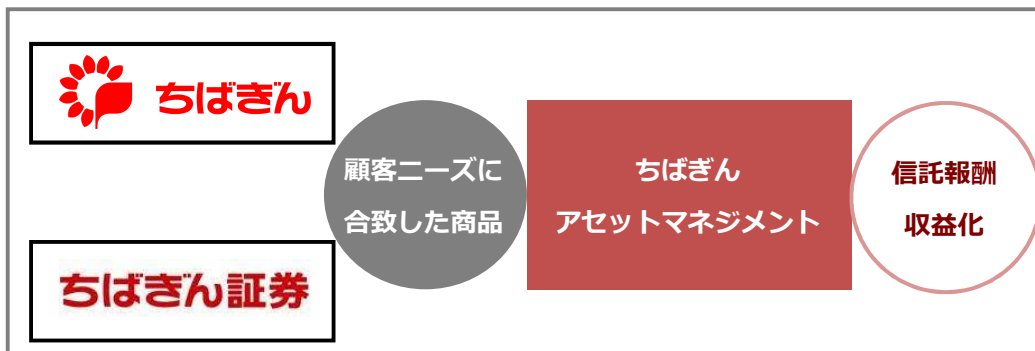 ちばぎん
ちばぎん証券
顧客ニーズに
合致した商品
ちばぎん
アセットマネジメント
信託報酬
収益化